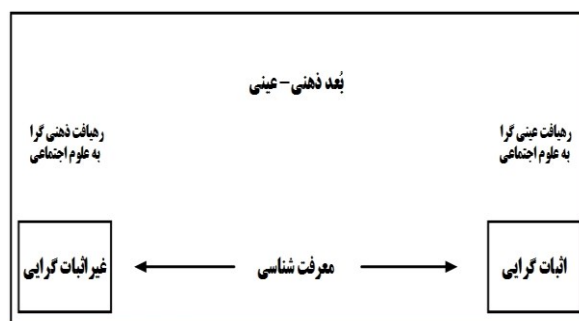 بُعد ذهنی – عینی
رهیافت عینی گرا
به علوم اجتماعی
رهیافت ذهنی گرا
به علوم اجتماعی
اثبات گرایی
معرفت شناسی
غیراثبات گرایی